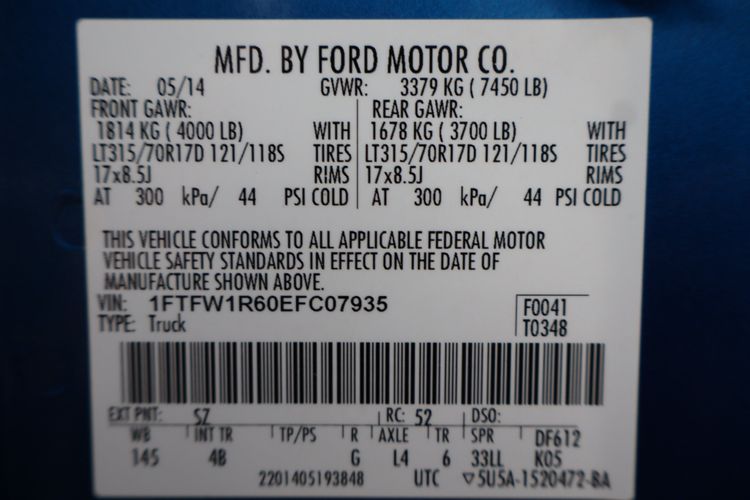 MFD. BY FORD MOTOR CO.
DATE: 05/14 GVWR: 3379 KG ( 7450 LB)
FRONT GAWR: REAR GAWR:
1814 KG ( 4000 LB) WITH 1678 KG ( 3700 LB) WITH
LT315/70R17D 121/118S TIRES LT315/70R17D 121/118S TIRES
17x8.5J RIMS 17x8.5J RIMS
AT 300 kPa/ 44 PSI COLD AT 300 kPa/ 44 PSI COLD
THIS VEHICLE CONFORMS TO ALL APPLICABLE FEDERAL MOTOR
VEHICLE SAFETY STANDARDS IN EFFECT ON THE DATE OF
MANUFACTURE SHOWN ABOVE.
VIN: 1FTFW1R60EFC07935 F0041
TYPE: Truck T0348
EXT PNT: SZ RC: 52 DSO:
WB INT TR TP/PS R AXLE TR SPR DF612
145 4B G L4 6 33LL K05
2201405193848 UTC ▽5U5A-1520472-BA